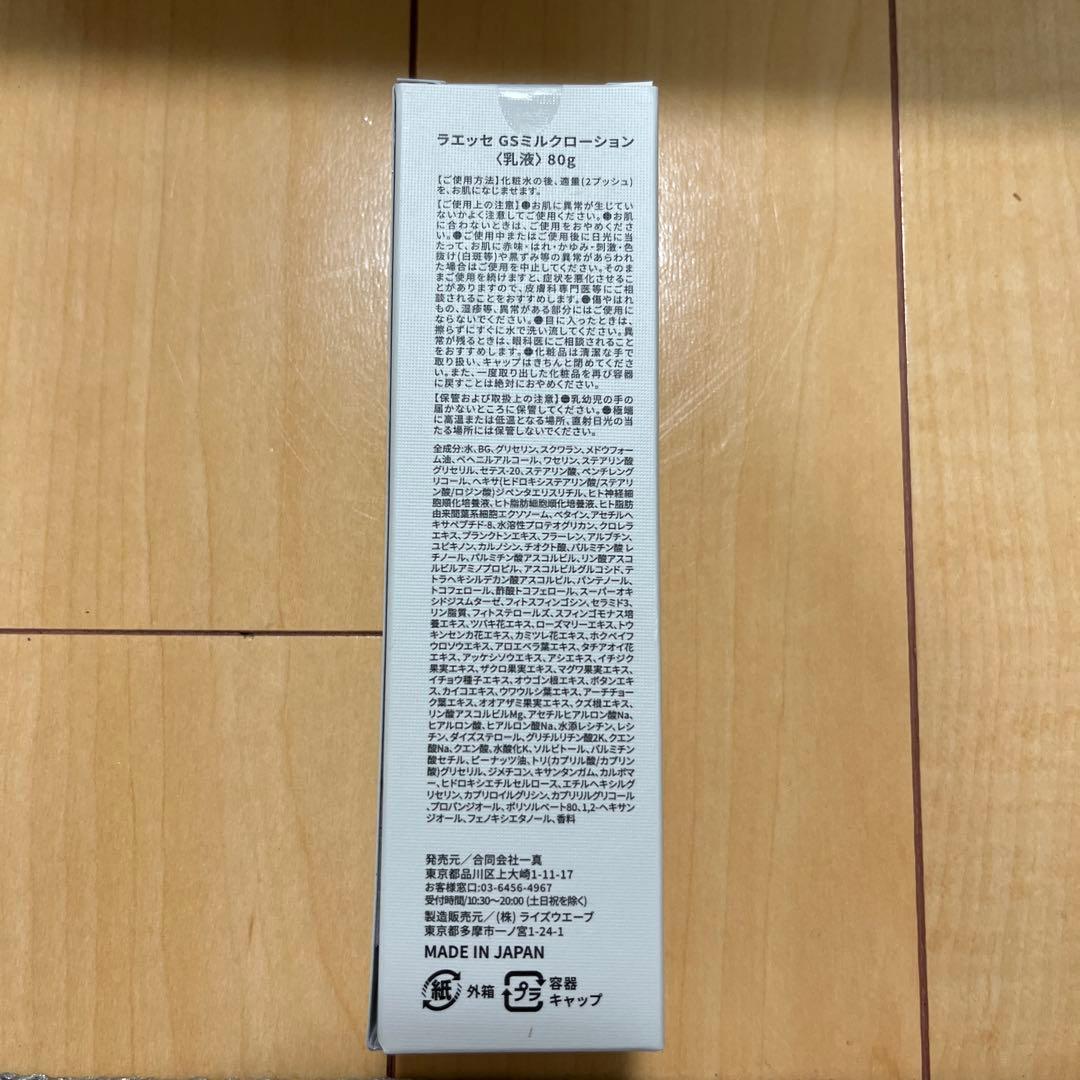 ラエッセ GSミルクローション
〈乳液〉80g
【ご使用方法】化粧水の後、適量(2プッシュ)
を、お肌になじませます。
【ご使用上の注意】●お肌に異常が生じてい
ないかよく注意してご使用ください。●お肌
に合わないときは、ご使用をおやめくださ
い。●ご使用中またはご使用後に日光に当
たって、お肌に赤味・はれ・かゆみ・刺激・色
抜け(白斑等)や黒ずみ等の異常があらわれ
た場合はご使用を中止してください。そのま
まご使用を続けますと、症状を悪化させるこ
とがありますので、皮膚科専門医等にご相
談されることをおすすめします。●傷やはれ
もの、湿疹等、異常がある部分にはご使用に
ならないでください。●目に入ったときは、
擦らずにすぐに水で洗い流してください。異
常が残るときは、眼科医にご相談されること
をおすすめします。●化粧品は清潔な手で
取り扱い、キャップはきちんと閉めてくださ
い。また、一度取り出した化粧品を再び容器
に戻すことは絶対におやめください。
【保管および取扱上の注意】●乳幼児の手の
届かないところに保管してください。●極端
に高温または低温となる場所、直射日光の当
たる場所には保管しないでください。
全成分:水、BG、グリセリン、スクワラン、メドウフォ
ーム油、ベヘニルアルコール、ワセリン、ステアリン酸
グリセリル、セテス-20、ステアリン酸、ペンチレング
リコール、ヘキサ(ヒドロキシステアリン酸/ステアリ
ン酸/ロジン酸)ジペンタエリスリチル、ヒト神経細
胞順化培養液、ヒト脂肪細胞順化培養液、ヒト脂肪
由来間葉系細胞エクソソーム、ベタイン、アセチルヘ
キサペプチド-8、水溶性プロテオグリカン、クロレラ
エキス、プランクトンエキス、フラーレン、アルブチン、
ユビキノン、カルノシン、チオクト酸、パルミチン酸レ
チノール、パルミチン酸アスコルビル、リン酸アスコ
ルビルアミノプロピル、アスコルビルグルコシド、テ
トラヘキシルデカン酸アスコルビル、パンテノール、
トコフェロール、酢酸トコフェロール、スーパーオキ
シドジスムターゼ、フィトスフィンゴシン、セラミド3、
リン脂質、フィトステロールズ、スフィンゴモナス培
養エキス、ツバキ花エキス、ローズマリーエキス、トウ
キンセンカ花エキス、カミツレ花エキス、ホクベイフ
ウロソウエキス、アロエベラ葉エキス、タチアオイ花
エキス、アッケシソウエキス、アシエキス、イチジク
果実エキス、ザクロ果実エキス、マグワ果実エキス、
イチョウ種子エキス、オウゴン根エキス、ボタンエキ
ス、カイコエキス、ウワウルシ葉エキス、アーチチョー
ク葉エキス、オオアザミ果実エキス、クズ根エキス、
リン酸アスコルビルMg、アセチルヒアルロン酸Na、
ヒアルロン酸、ヒアルロン酸Na、水添レシチン、レシ
チン、ダイズステロール、グリチルリチン酸2K、クエン
酸Na、クエン酸、水酸化K、ソルビトール、パルミチン
酸セチル、ピーナッツ油、トリ(カプリル酸/カプリン
酸)グリセリル、ジメチコン、キサンタンガム、カルボマ
ー、ヒドロキシエチルセルロース、エチルヘキシルグ
リセリン、カプリロイルグリシン、カプリリルグリコール、
プロパンジオール、ポリソルベート80、1,2-ヘキサン
ジオール、フェノキシエタノール、香料
発売元／合同会社一真
東京都品川区上大崎1-11-17
お客様窓口:03-6456-4967
受付時間/10:30～20:00 (土日祝を除く)
製造販売元／(株) ライズウエーブ
東京都多摩市一ノ宮1-24-1
MADE IN JAPAN
紙 外箱 プラ 容器
キャップ